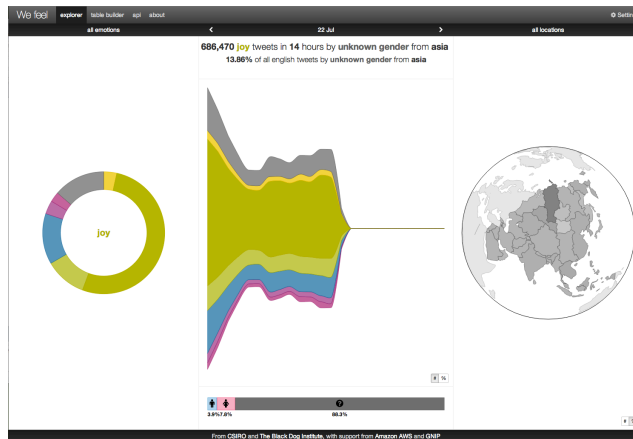 We feel explorer table builder api about Settin
all emotions < 22 Jul > all locations
686,470 joy tweets in 14 hours by unknown gender from asia
13.86% of all english tweets by unknown gender from asia
joy
# %
3.9% 7.8% 88.3%
#
From CSIRO and The Black Dog Institute, with support from Amazon AWS and GNIP